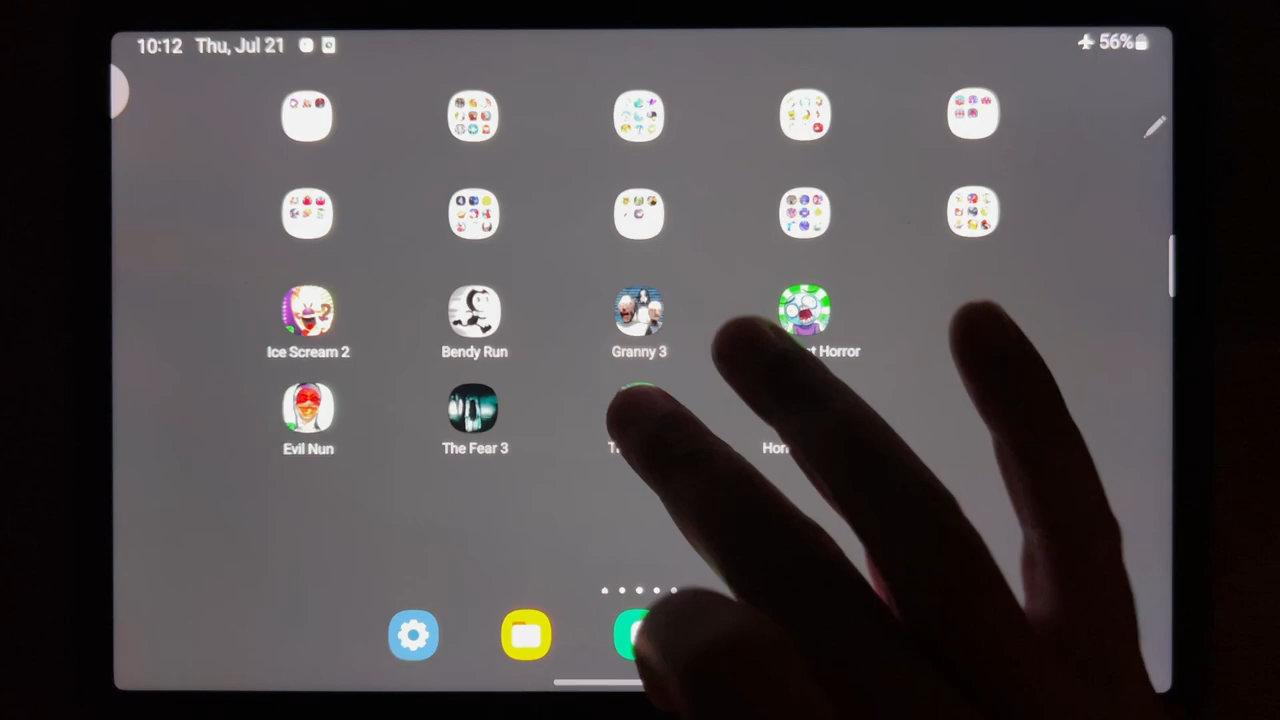 10:12 Thu, Jul 21 56%
Ice Scream 2 Bendy Run Granny 3 Horror
Evil Nun The Fear 3